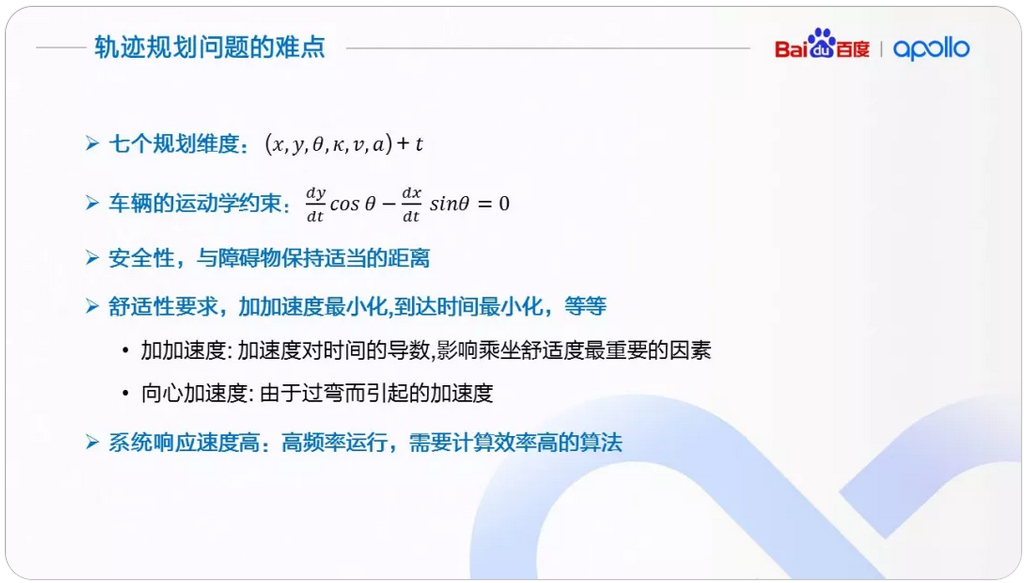 轨迹规划问题的难点
Bai du 百度 | apollo
➢ 七个规划维度：(x, y, θ, κ, v, a) + t
➢ 车辆的运动学约束：dy/dt cos θ − dx/dt sinθ = 0
➢ 安全性，与障碍物保持适当的距离
➢ 舒适性要求，加加速度最小化,到达时间最小化，等等
• 加加速度: 加速度对时间的导数,影响乘坐舒适度最重要的因素
• 向心加速度: 由于过弯而引起的加速度
➢ 系统响应速度高：高频率运行，需要计算效率高的算法